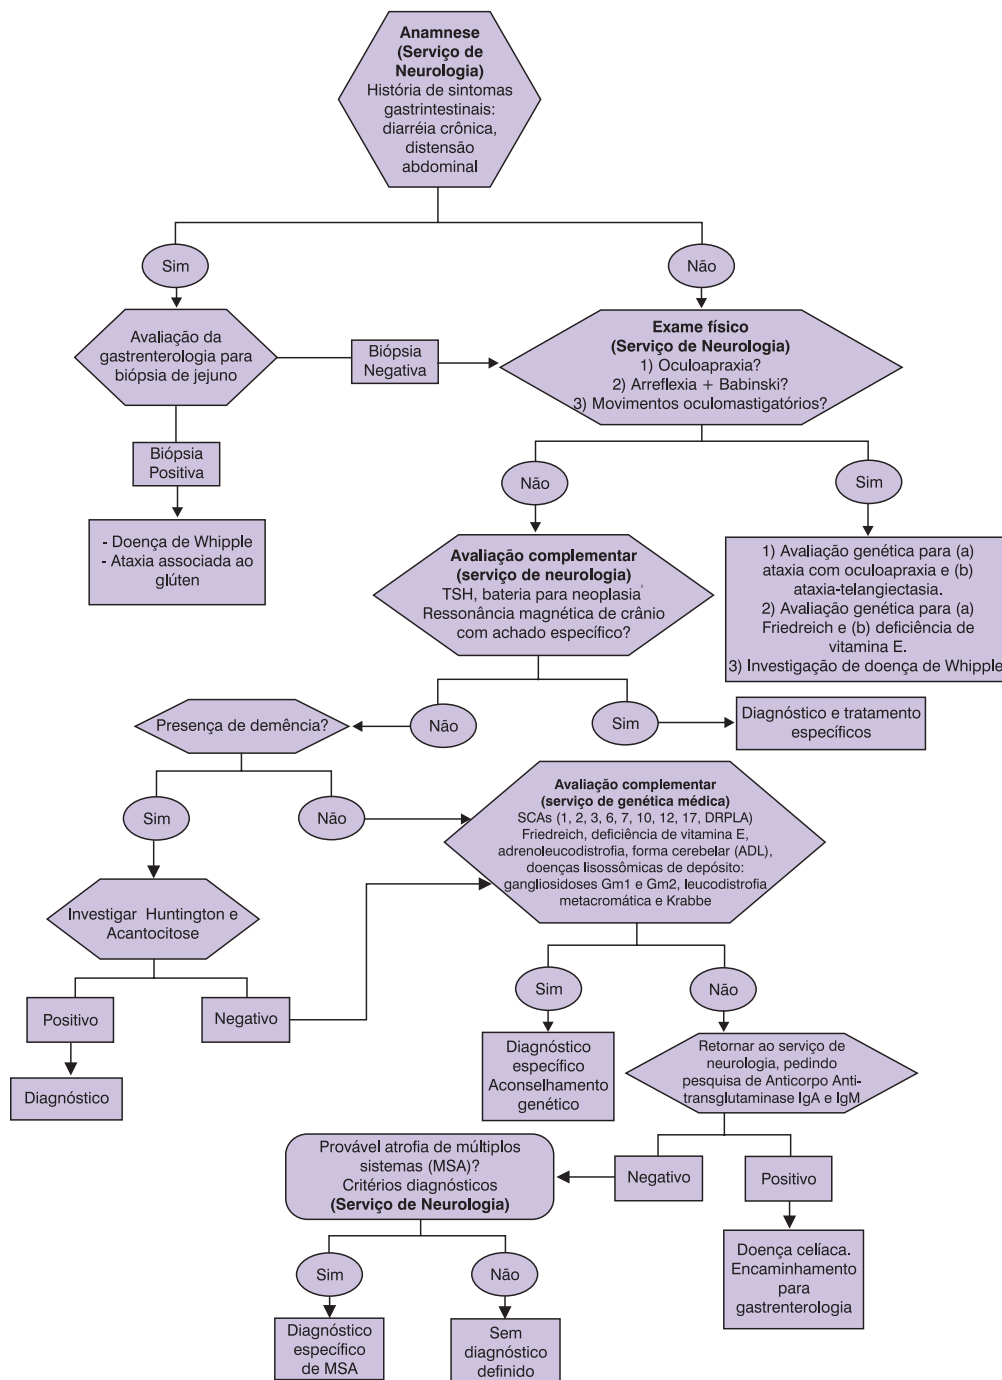 Anamnese
(Serviço de
Neurologia)
História de sintomas
gastrintestinais:
diarréia crônica,
distensão
abdominal
Sim
Não
Avaliação da
gastrenterologia para
biópsia de jejuno
Biópsia
Negativa
Exame físico
(Serviço de Neurologia)
1) Oculoapraxia?
2) Arreflexia + Babinski?
3) Movimentos oculomastigatórios?
Biópsia
Positiva
Não
Sim
- Doença de Whipple
- Ataxia associada ao
glúten
Avaliação complementar
(serviço de neurologia)
TSH, bateria para neoplasia
Ressonância magnética de crânio
com achado específico?
1) Avaliação genética para (a)
ataxia com oculoapraxia e (b)
ataxia-telangiectasia.
2) Avaliação genética para (a)
Friedreich e (b) deficiência de
vitamina E.
3) Investigação de doença de Whipple
Presença de demência?
Não
Sim
Diagnóstico e tratamento
específicos
Sim
Não
Avaliação complementar
(serviço de genética médica)
SCAs (1, 2, 3, 6, 7, 10, 12, 17, DRPLA)
Friedreich, deficiência de vitamina E,
adrenoleucodistrofia, forma cerebelar (ADL),
doenças lisossômicas de depósito:
gangliosidoses Gm1 e Gm2, leucodistrofia
metacromática e Krabbe
Investigar Huntington e
Acantocitose
Positivo
Negativo
Sim
Não
Diagnóstico
Diagnóstico
específico
Aconselhamento
genético
Retornar ao serviço de
neurologia, pedindo
pesquisa de Anticorpo Anti-
transglutaminase IgA e IgM
Provável atrofia de múltiplos
sistemas (MSA)?
Critérios diagnósticos
(Serviço de Neurologia)
Negativo
Positivo
Sim
Não
Doença celíaca.
Encaminhamento
para
gastrenterologia
Diagnóstico
específico
de MSA
Sem
diagnóstico
definido